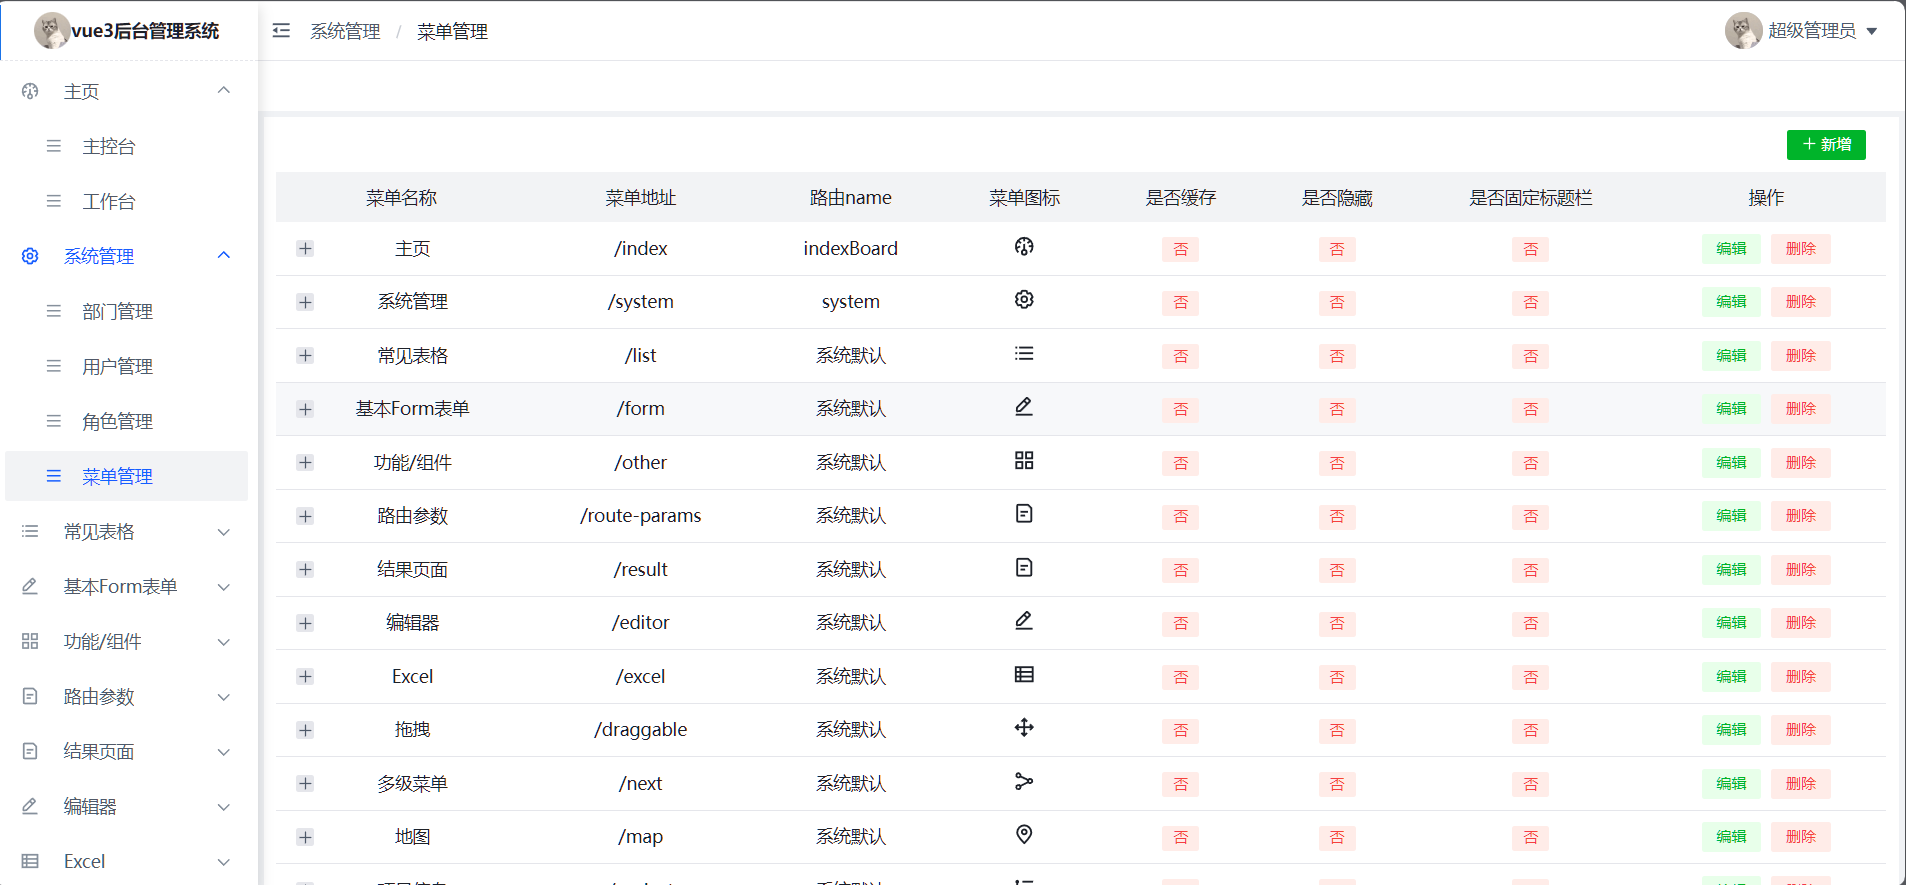 vue3后台管理系统
系统管理 / 菜单管理
超级管理员
主页
主控台
工作台
系统管理
部门管理
用户管理
角色管理
菜单管理
常见表格
基本Form表单
功能/组件
路由参数
结果页面
编辑器
Excel
新增
菜单名称 菜单地址 路由name 菜单图标 是否缓存 是否隐藏 是否固定标题栏 操作
主页 /index indexBoard 否 否 否 编辑 删除
系统管理 /system system 否 否 否 编辑 删除
常见表格 /list 系统默认 否 否 否 编辑 删除
基本Form表单 /form 系统默认 否 否 否 编辑 删除
功能/组件 /other 系统默认 否 否 否 编辑 删除
路由参数 /route-params 系统默认 否 否 否 编辑 删除
结果页面 /result 系统默认 否 否 否 编辑 删除
编辑器 /editor 系统默认 否 否 否 编辑 删除
Excel /excel 系统默认 否 否 否 编辑 删除
拖拽 /draggable 系统默认 否 否 否 编辑 删除
多级菜单 /next 系统默认 否 否 否 编辑 删除
地图 /map 系统默认 否 否 否 编辑 删除